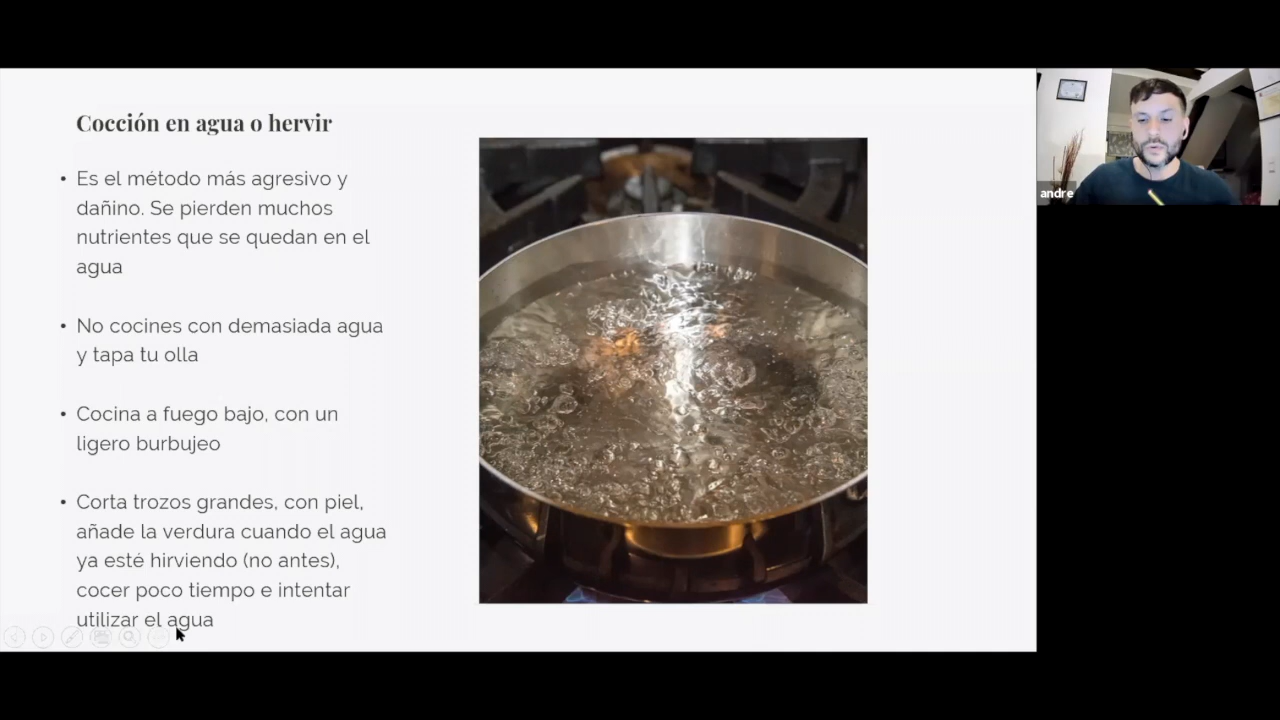 Cocción en agua o hervir
• Es el método más agresivo y
dañino. Se pierden muchos
nutrientes que se quedan en el
agua
• No cocines con demasiada agua
y tapa tu olla
• Cocina a fuego bajo, con un
ligero burbujeo
• Corta trozos grandes, con piel,
añade la verdura cuando el agua
ya esté hirviendo (no antes),
cocer poco tiempo e intentar
utilizar el agua
andre